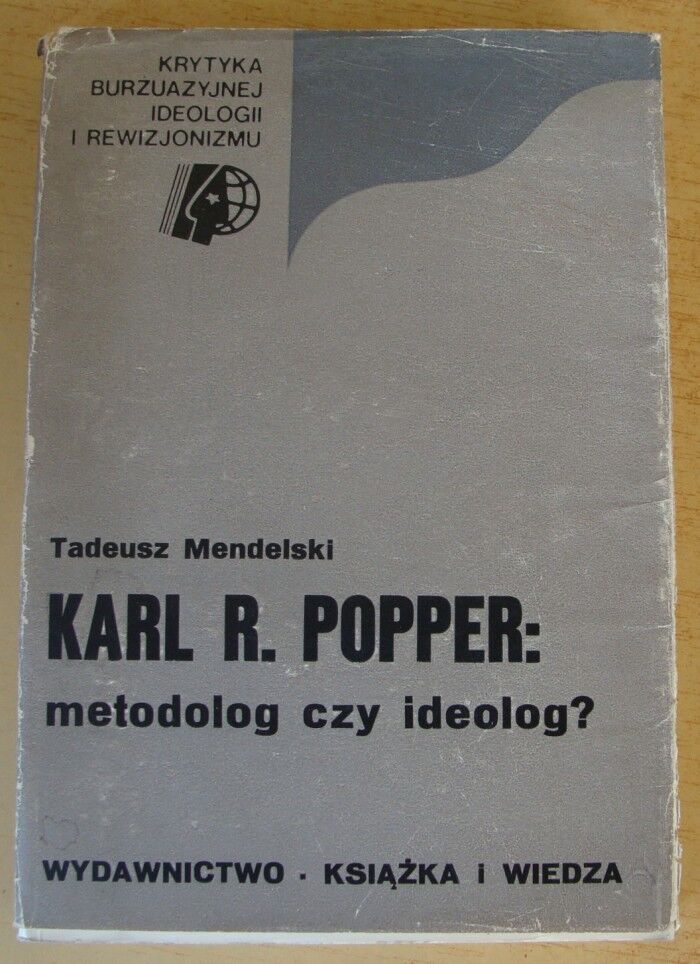 KRYTYKA
BURŻUAZYJNEJ
IDEOLOGII
I REWIZJONIZMU
Tadeusz Mendelski
KARL R. POPPER:
metodolog czy ideolog?
WYDAWNICTWO · KSIĄŻKA i WIEDZA